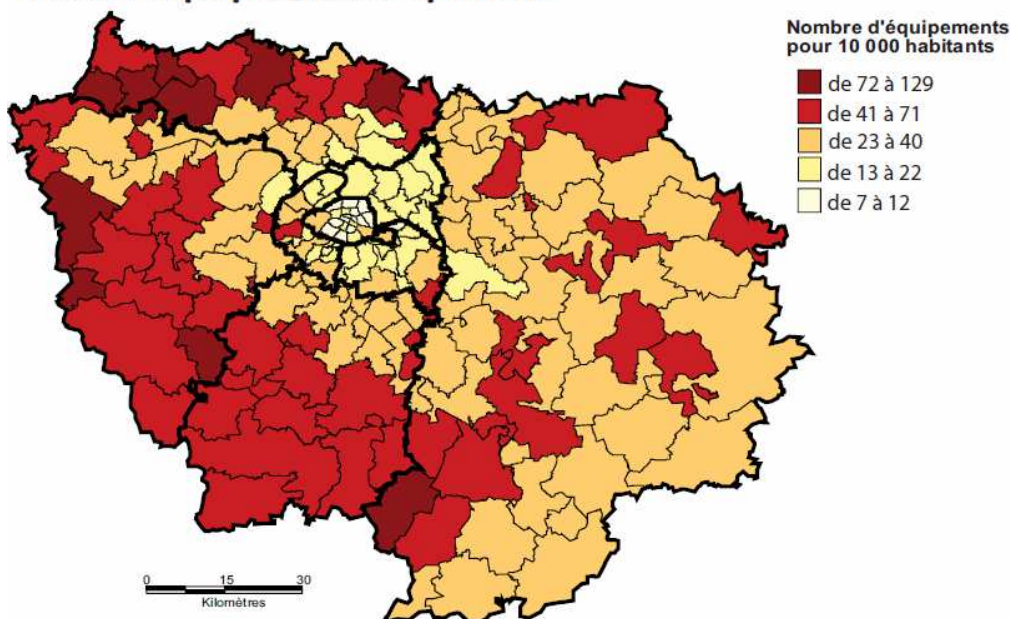 Nombre d'équipements
pour 10 000 habitants
de 72 à 129
de 41 à 71
de 23 à 40
de 13 à 22
de 7 à 12
0 15 30
Kilomètres